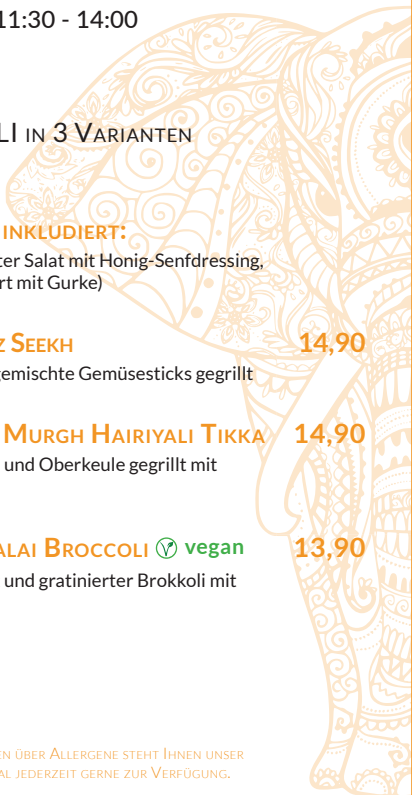 11:30 - 14:00
LI in 3 Varianten
inkludiert:
ter Salat mit Honig-Senfdressing,
rt mit Gurke)
z Seekh 14,90
gemischte Gemüsesticks gegrillt
Murgh Hairiyali Tikka 14,90
und Oberkeule gegrillt mit
alai Broccoli vegan 13,90
und gratinierter Brokkoli mit
en über Allergene steht Ihnen unser
al jederzeit gerne zur Verfügung.